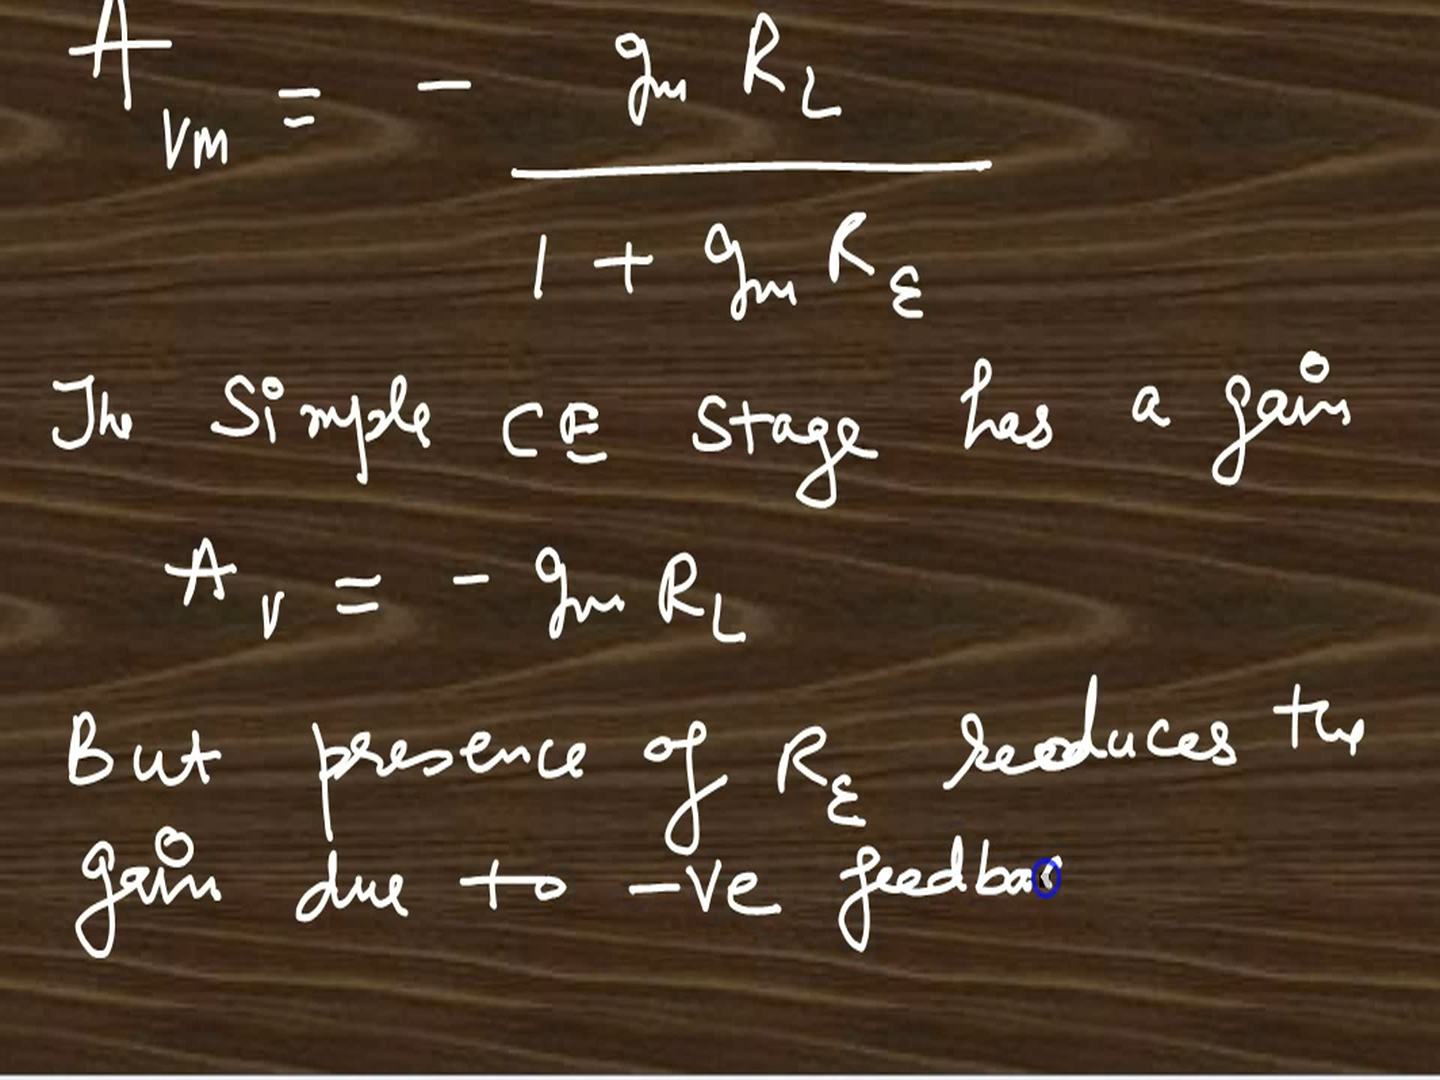 A_vm = - g_m R_L / (1 + g_m R_E)
The Simple CE Stage has a gain
A_v = - g_m R_L
But presence of R_E reduces the
gain due to -ve feedba